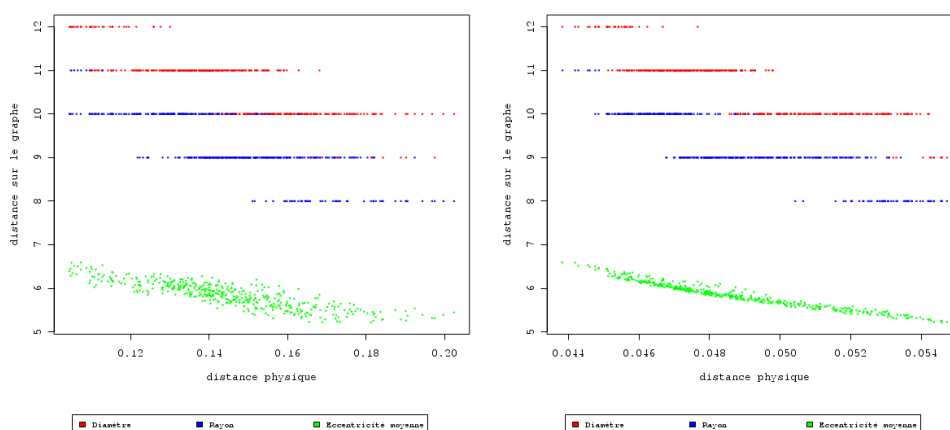 12
11
10
9
8
7
6
5
distance sur le graphe
0.12
0.14
0.16
0.18
0.20
distance physique
Diamètre
Rayon
Eccentricité moyenne
12
11
10
9
8
7
6
5
distance sur le graphe
0.044
0.046
0.048
0.050
0.052
0.054
distance physique
Diamètre
Rayon
Eccentricité moyenne